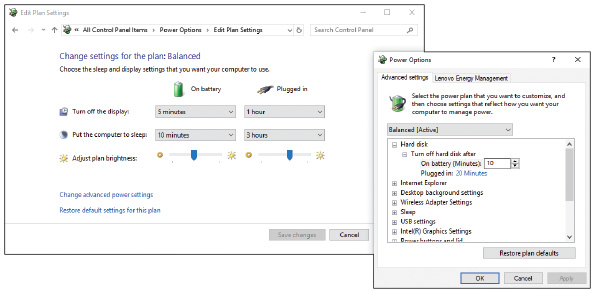 Edit Plan Settings
« All Control Panel Items > Power Options > Edit Plan Settings
Search Control Panel
Change settings for the plan: Balanced
Choose the sleep and display settings that you want your computer to use.
On battery Plugged in
Turn off the display: 5 minutes 1 hour
Put the computer to sleep: 10 minutes 3 hours
Adjust plan brightness:
Change advanced power settings
Restore default settings for this plan
Save changes Cancel
Power Options
Advanced settings Lenovo Energy Management
Select the power plan that you want to customize, and
then choose settings that reflect how you want your
computer to manage power.
Balanced [Active]
Hard disk
Turn off hard disk after
On battery (Minutes): 10
Plugged in: 20 Minutes
Internet Explorer
Desktop background settings
Wireless Adapter Settings
Sleep
USB settings
Intel(R) Graphics Settings
Power buttons and lid
Restore plan defaults
OK Cancel Apply